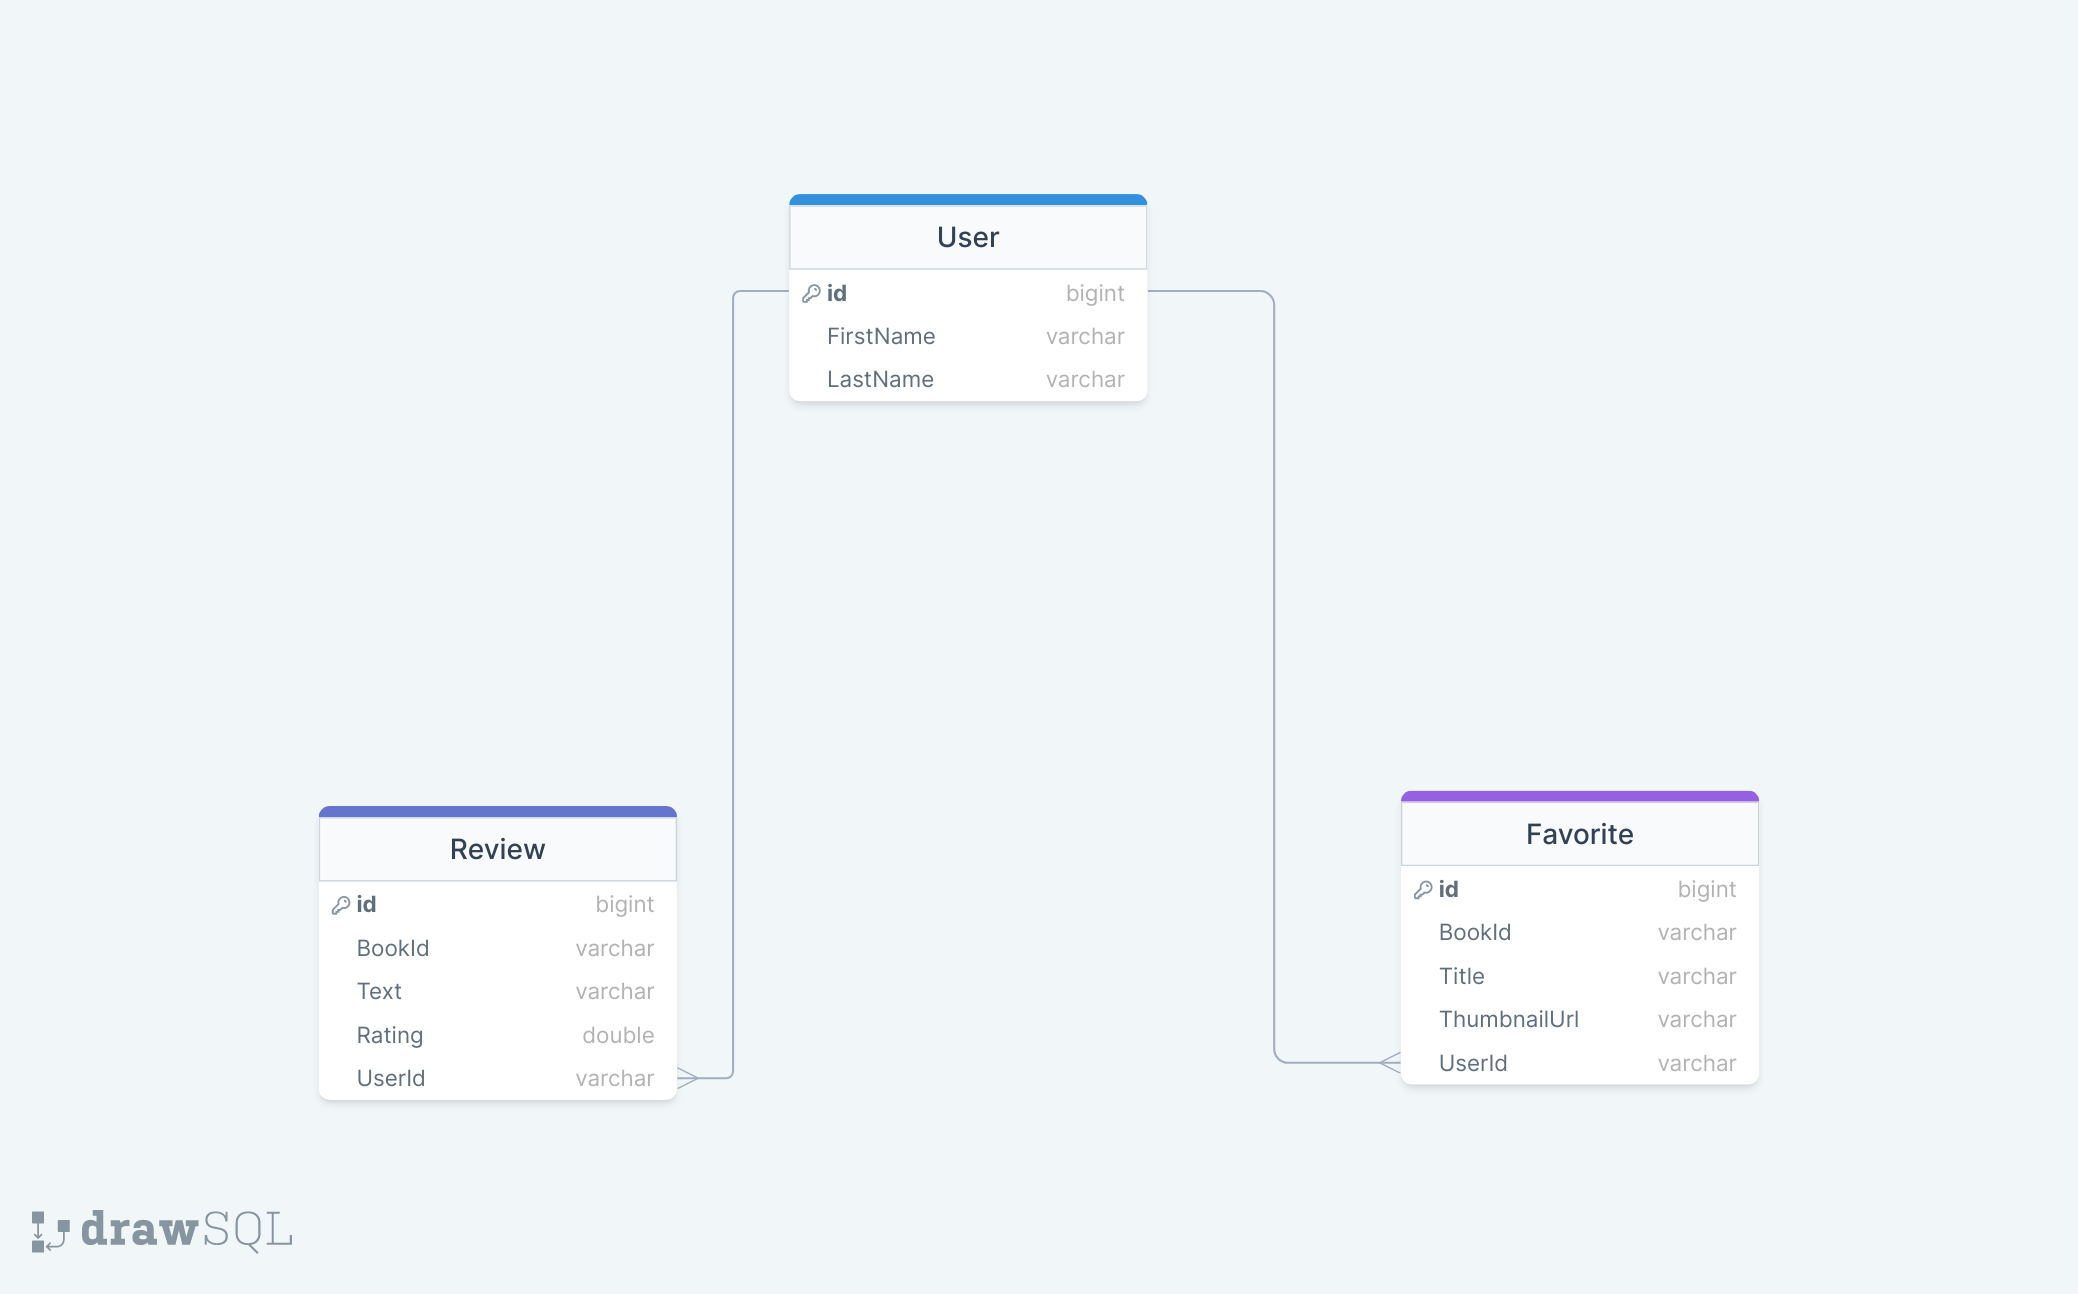 User
id bigint
FirstName varchar
LastName varchar
Review
id bigint
BookId varchar
Text varchar
Rating double
UserId varchar
Favorite
id bigint
BookId varchar
Title varchar
ThumbnailUrl varchar
UserId varchar
drawSQL